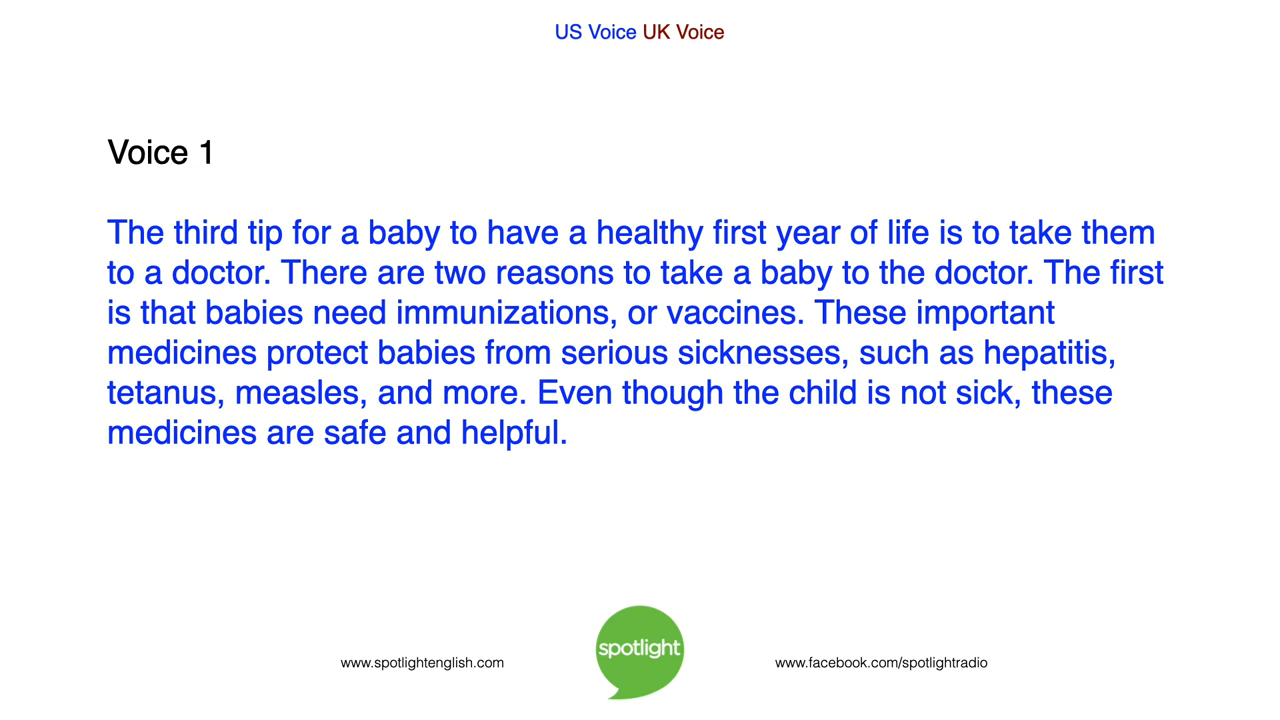 US Voice UK Voice
Voice 1
The third tip for a baby to have a healthy first year of life is to take them
to a doctor. There are two reasons to take a baby to the doctor. The first
is that babies need immunizations, or vaccines. These important
medicines protect babies from serious sicknesses, such as hepatitis,
tetanus, measles, and more. Even though the child is not sick, these
medicines are safe and helpful.
www.spotlightenglish.com
spotlight
www.facebook.com/spotlightradio